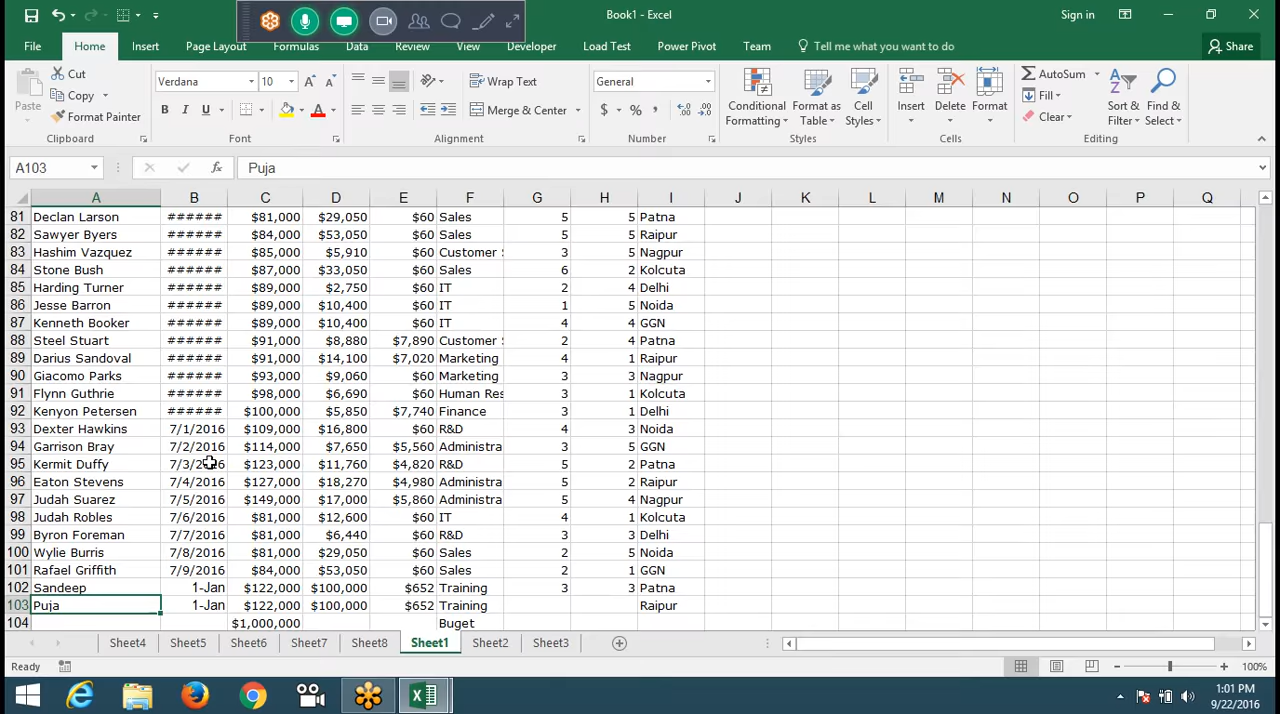 Book1 - Excel
Sign in
File Home Insert Page Layout Formulas Data Review View Developer Load Test Power Pivot Team Tell me what you want to do Share
Paste Cut Copy Format Painter Clipboard
Verdana 10 B I U A Font
Wrap Text Merge & Center Alignment
General $ % , Number
Conditional Formatting Format as Table Cell Styles Styles
Insert Delete Format Cells
AutoSum Fill Clear Sort & Filter Find & Select Editing
A103 fx Puja
A B C D E F G H I J K L M N O P Q
81 Declan Larson ###### $81,000 $29,050 $60 Sales 5 5 Patna
82 Sawyer Byers ###### $84,000 $53,050 $60 Sales 5 5 Raipur
83 Hashim Vazquez ###### $85,000 $5,910 $60 Customer 3 5 Nagpur
84 Stone Bush ###### $87,000 $33,050 $60 Sales 6 2 Kolcuta
85 Harding Turner ###### $89,000 $2,750 $60 IT 2 4 Delhi
86 Jesse Barron ###### $89,000 $10,400 $60 IT 1 5 Noida
87 Kenneth Booker ###### $89,000 $10,400 $60 IT 4 4 GGN
88 Steel Stuart ###### $91,000 $8,880 $7,890 Customer 2 4 Patna
89 Darius Sandoval ###### $91,000 $14,100 $7,020 Marketing 4 1 Raipur
90 Giacomo Parks ###### $93,000 $9,060 $60 Marketing 3 3 Nagpur
91 Flynn Guthrie ###### $98,000 $6,690 $60 Human Res 3 1 Kolcuta
92 Kenyon Petersen ###### $100,000 $5,850 $7,740 Finance 3 1 Delhi
93 Dexter Hawkins 7/1/2016 $109,000 $16,800 $60 R&D 4 3 Noida
94 Garrison Bray 7/2/2016 $114,000 $7,650 $5,560 Administra 3 5 GGN
95 Kermit Duffy 7/3/2016 $123,000 $11,760 $4,820 R&D 5 2 Patna
96 Eaton Stevens 7/4/2016 $127,000 $18,270 $4,980 Administra 5 2 Raipur
97 Judah Suarez 7/5/2016 $149,000 $17,000 $5,860 Administra 5 4 Nagpur
98 Judah Robles 7/6/2016 $81,000 $12,600 $60 IT 4 1 Kolcuta
99 Byron Foreman 7/7/2016 $81,000 $6,440 $60 R&D 3 3 Delhi
100 Wylie Burris 7/8/2016 $81,000 $29,050 $60 Sales 2 5 Noida
101 Rafael Griffith 7/9/2016 $84,000 $53,050 $60 Sales 2 1 GGN
102 Sandeep 1-Jan $122,000 $100,000 $652 Training 3 3 Patna
103 Puja 1-Jan $122,000 $100,000 $652 Training Raipur
104 $1,000,000 Buget
Sheet4 Sheet5 Sheet6 Sheet7 Sheet8 Sheet1 Sheet2 Sheet3
Ready 100%
1:01 PM
9/22/2016